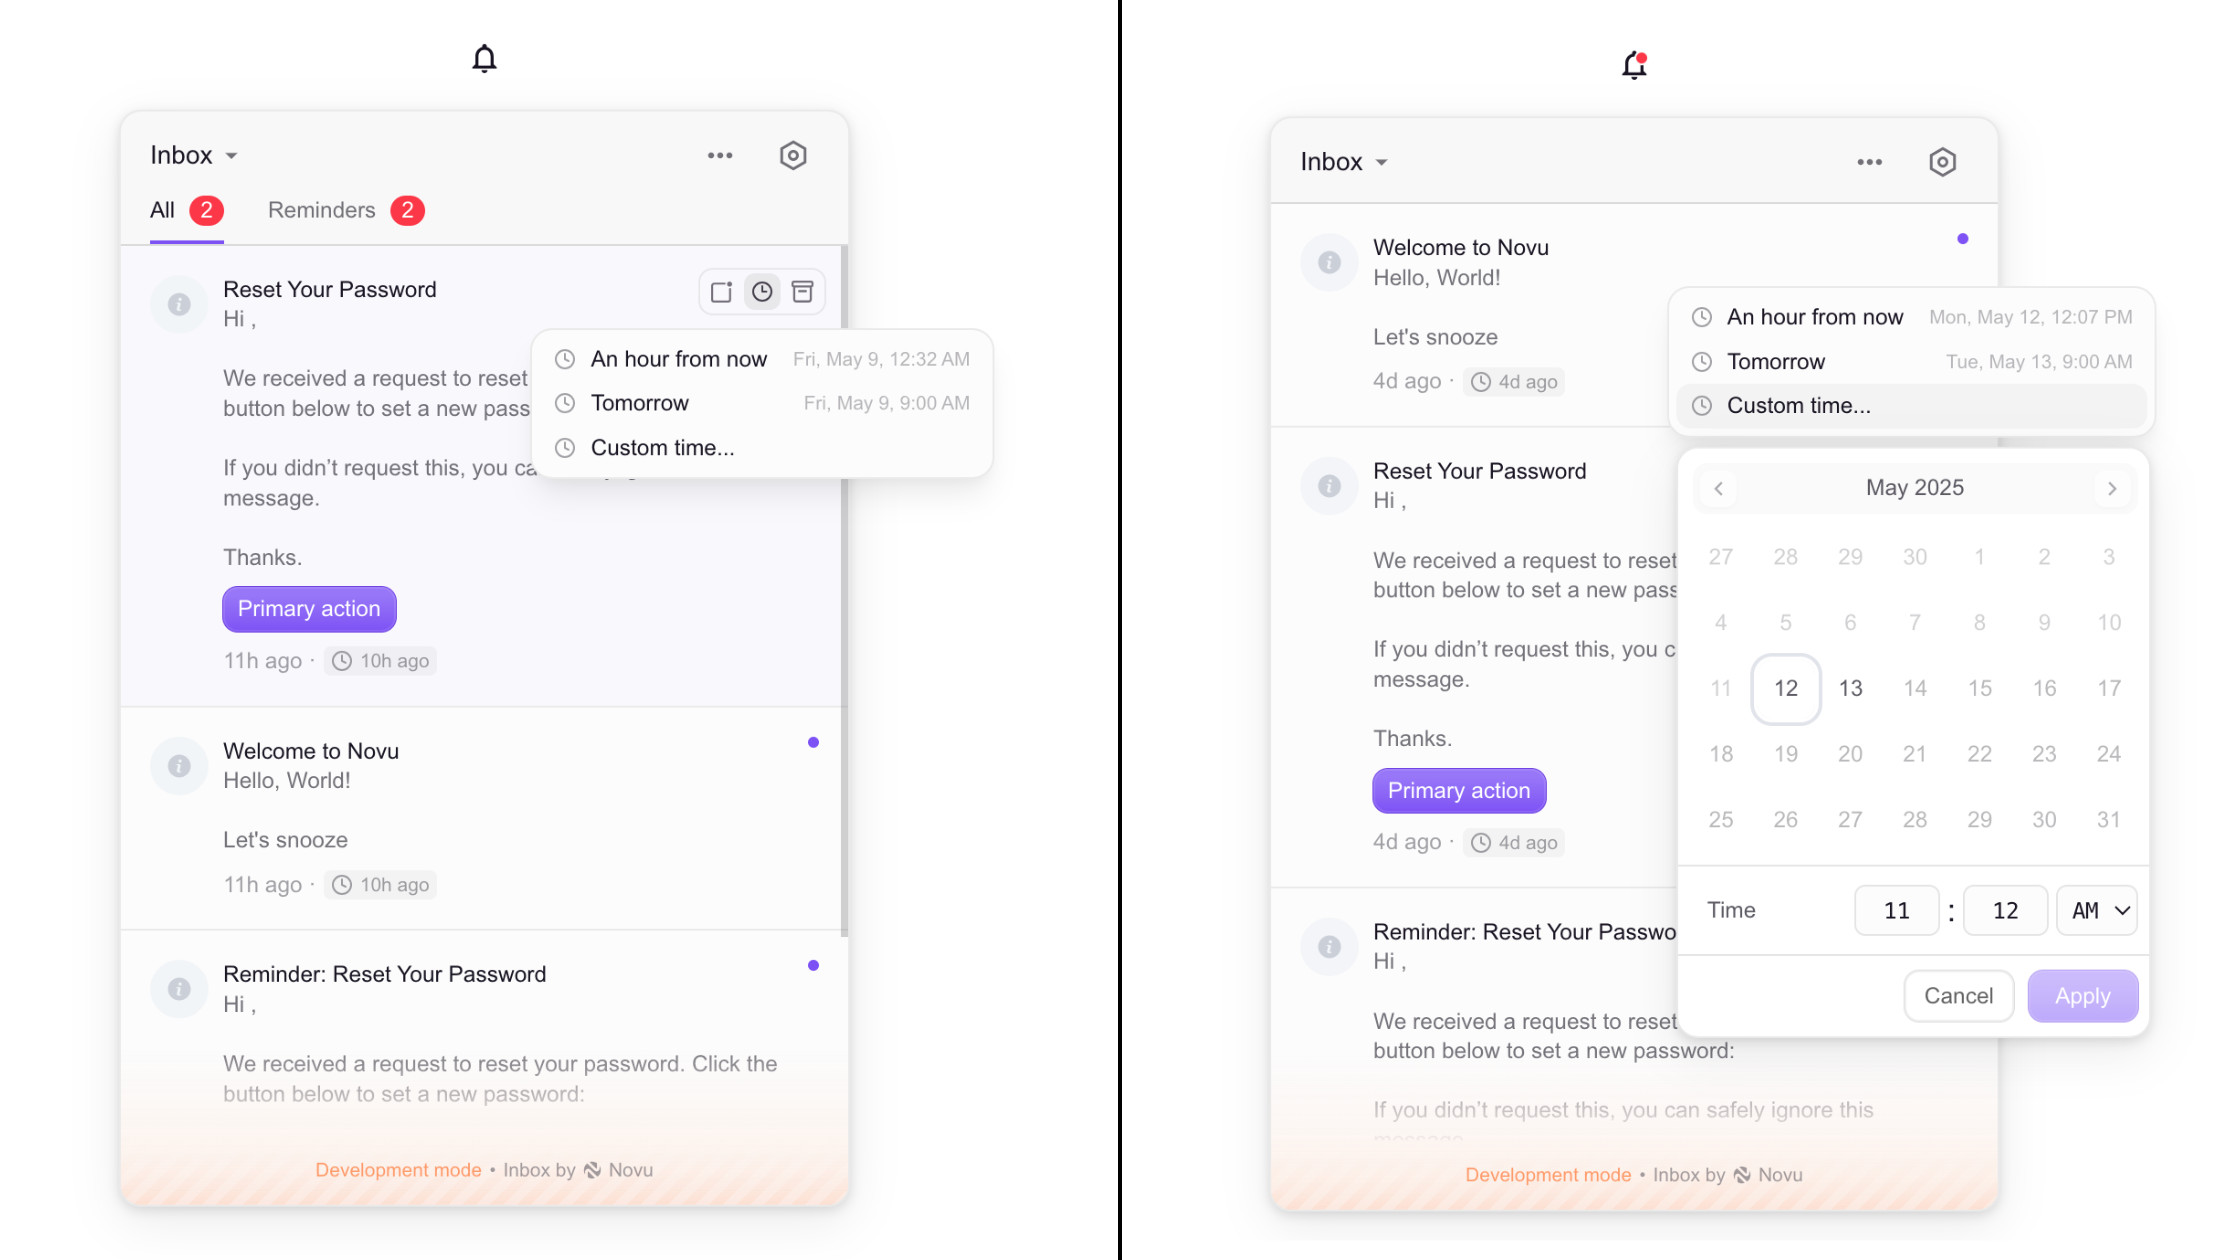 Inbox
All 2 Reminders 2
Reset Your Password
Hi ,
An hour from now Fri, May 9, 12:32 AM
Tomorrow Fri, May 9, 9:00 AM
Custom time...
We received a request to reset
button below to set a new pass
If you didn’t request this, you ca
message.
Thanks.
Primary action
11h ago · 10h ago
Welcome to Novu
Hello, World!
Let's snooze
11h ago · 10h ago
Reminder: Reset Your Password
Hi ,
We received a request to reset your password. Click the
button below to set a new password:
Development mode • Inbox by Novu
Inbox
Welcome to Novu
Hello, World!
Let's snooze
4d ago · 4d ago
An hour from now Mon, May 12, 12:07 PM
Tomorrow Tue, May 13, 9:00 AM
Custom time...
Reset Your Password
Hi ,
We received a request to reset
button below to set a new pass
If you didn’t request this, you c
message.
Thanks.
Primary action
4d ago · 4d ago
May 2025
27 28 29 30 1 2 3
4 5 6 7 8 9 10
11 12 13 14 15 16 17
18 19 20 21 22 23 24
25 26 27 28 29 30 31
Time 11 : 12 AM
Cancel Apply
Reminder: Reset Your Passwo
Hi ,
We received a request to reset
button below to set a new password:
If you didn’t request this, you can safely ignore this
Development mode • Inbox by Novu